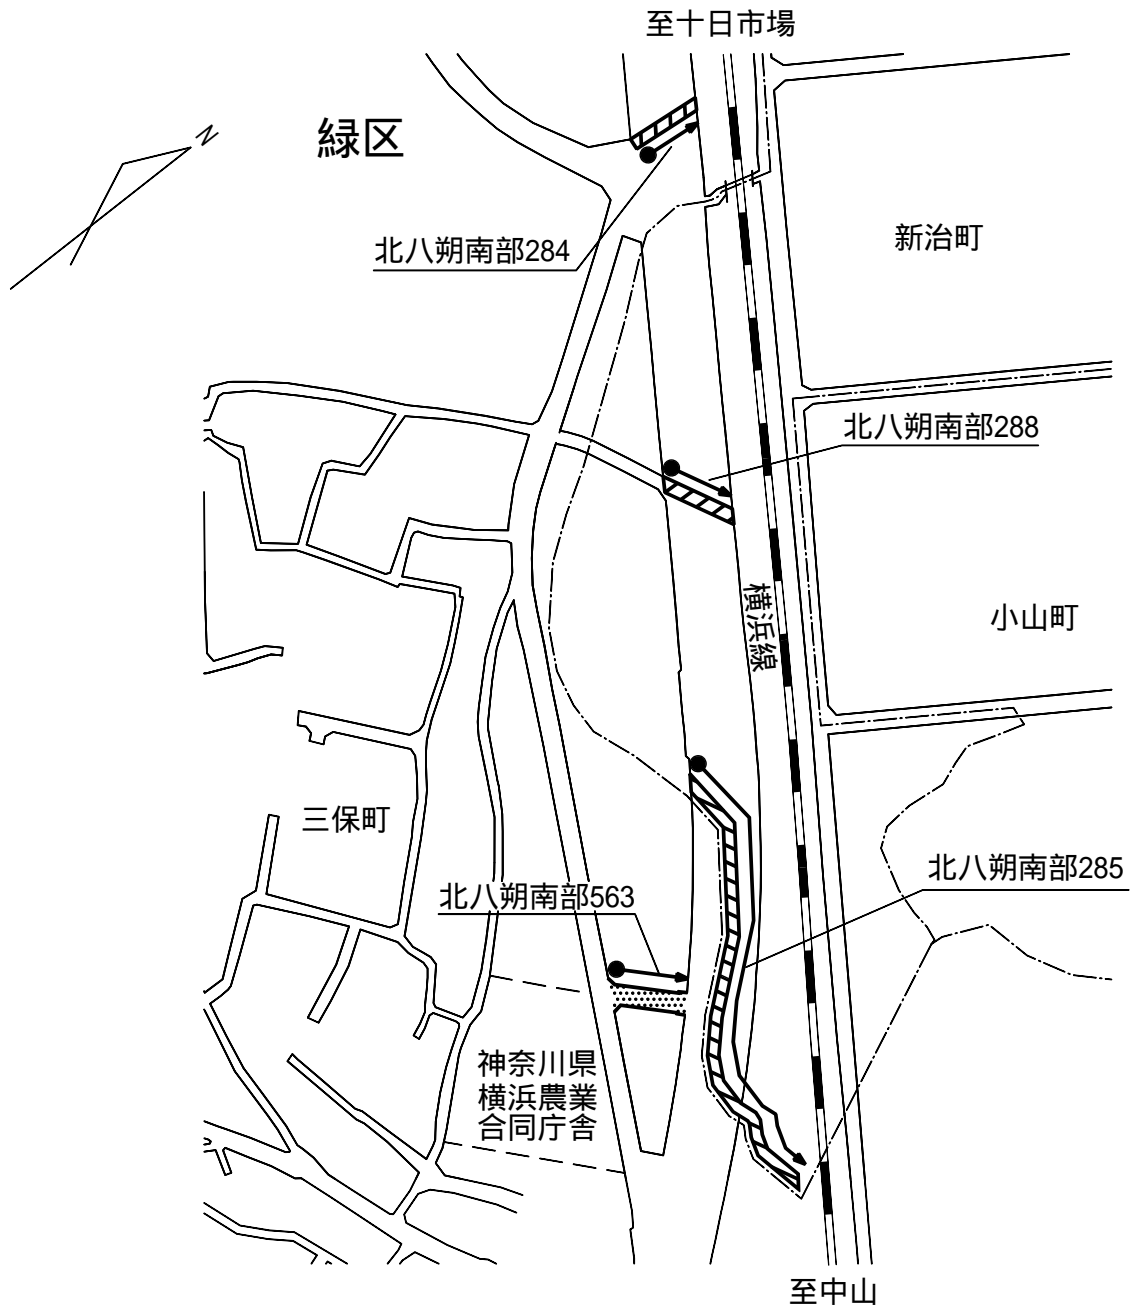 至十日市場
N
緑区
北八朔南部284
新治町
北八朔南部288
横浜線
小山町
三保町
北八朔南部285
北八朔南部563
神奈川県
横浜農業
合同庁舎
至中山